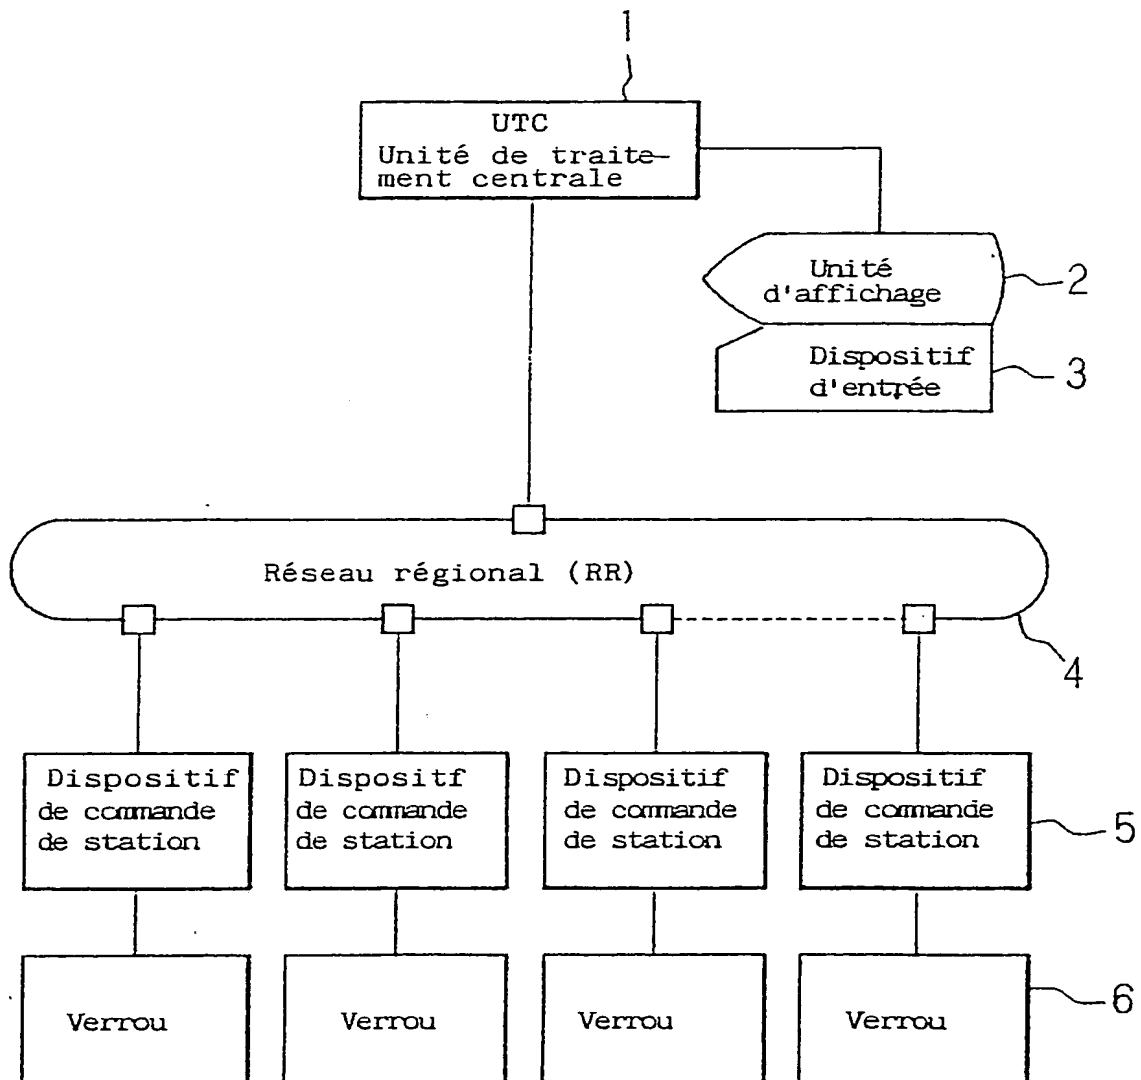 1
UTC
Unité de traite-
ment centrale
Unité
d'affichage
2
Dispositif
d'entrée
3
Réseau régional (RR)
4
Dispositif
de commande
de station
Dispositf
de commande
de station
Dispositif
de commande
de station
Dispositif
de commande
de station
5
Verrou
Verrou
Verrou
Verrou
6